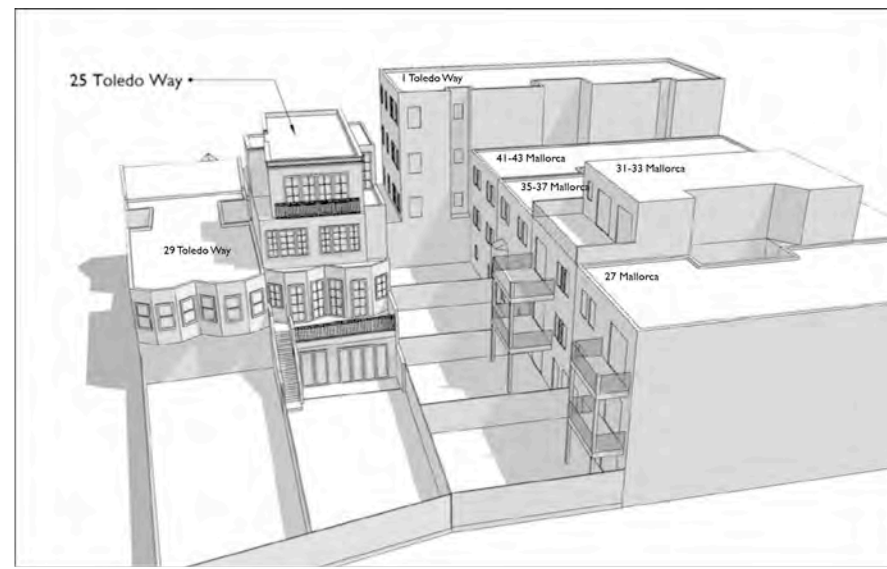 25 Toledo Way
1 Toledo Way
41-43 Mallorca
31-33 Mallorca
35-37 Mallorca
29 Toledo Way
27 Mallorca